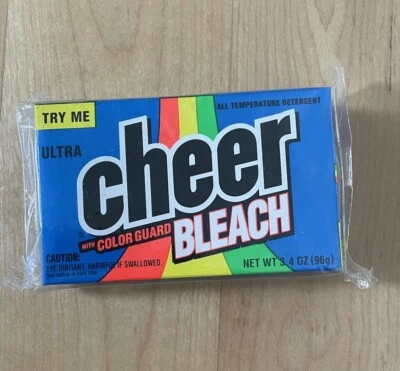 TRY ME
ALL TEMPERATURE DETERGENT
ULTRA
cheer
WITH COLOR GUARD
BLEACH
CAUTION:
EYE IRRITANT, HARMFUL IF SWALLOWED.
NET WT 3.4 OZ (96g)